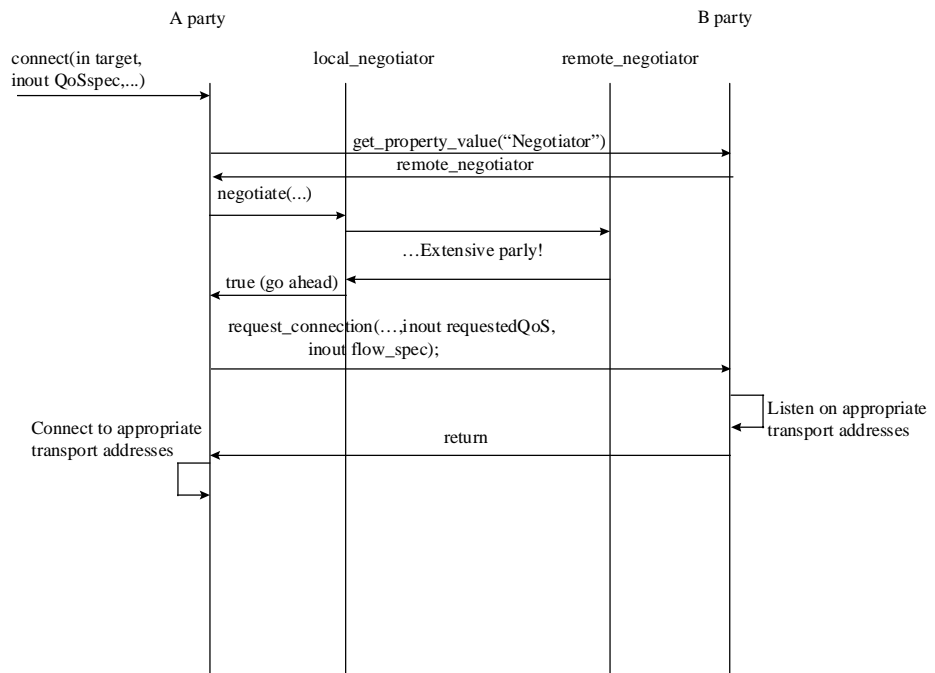 A party
B party
connect(in target,
inout QoSspec,...)
local_negotiator
remote_negotiator
get_property_value(“Negotiator”)
remote_negotiator
negotiate(...)
…Extensive parly!
true (go ahead)
request_connection(…,inout requestedQoS,
inout flow_spec);
Listen on appropriate
transport addresses
Connect to appropriate
transport addresses
return